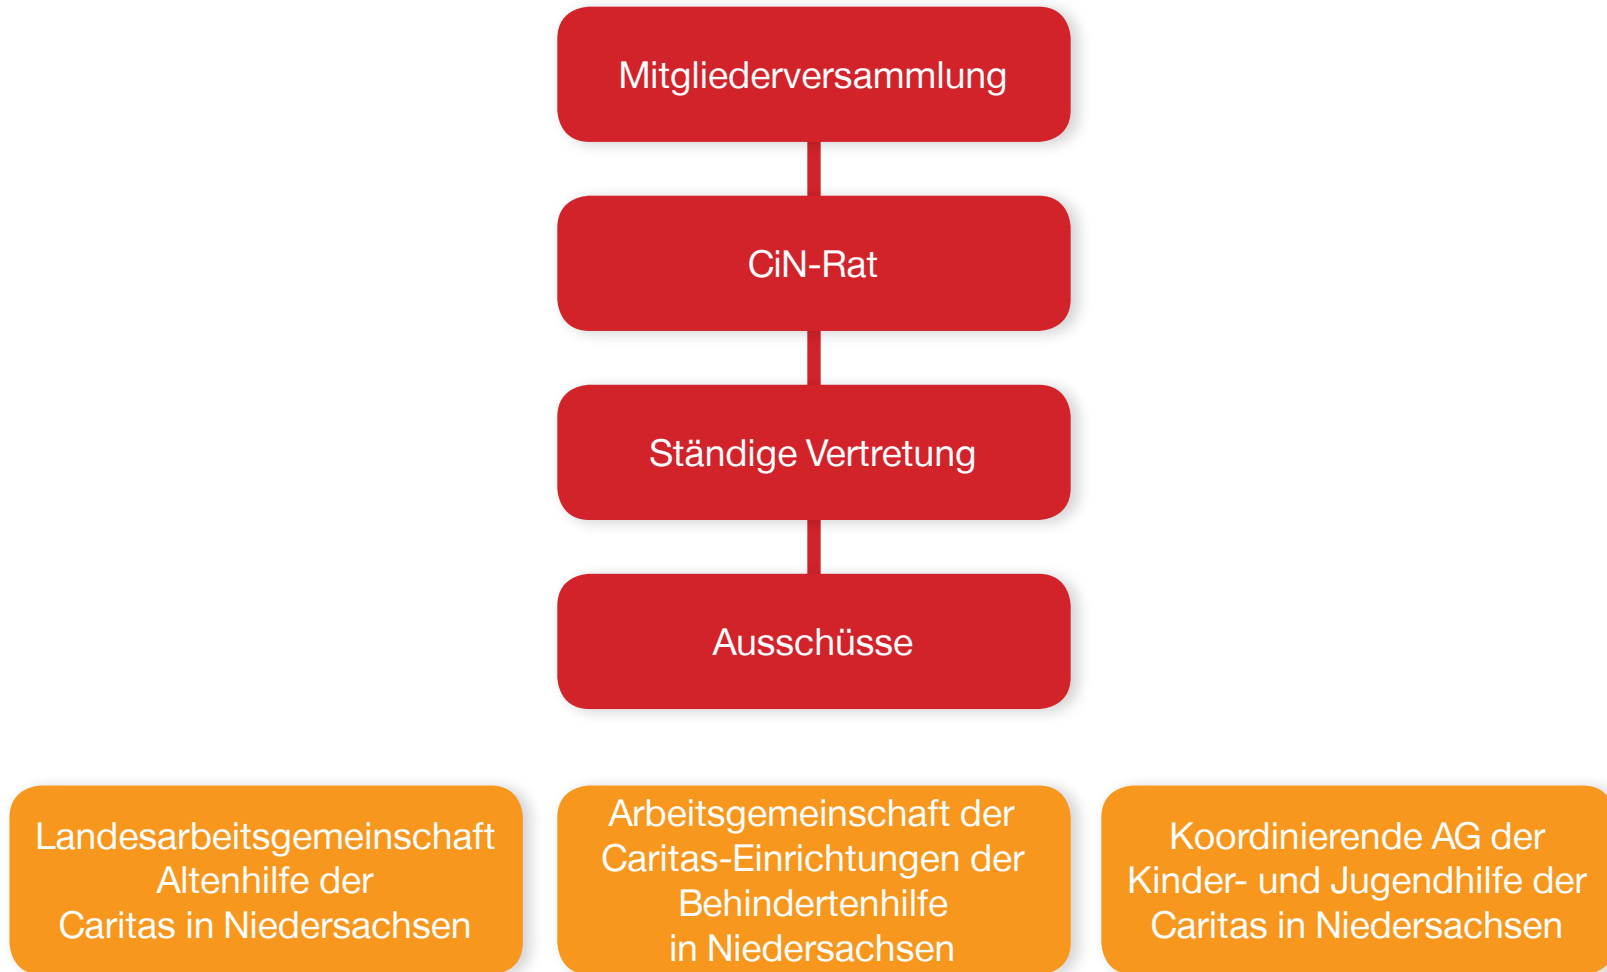 Mitgliederversammlung
CiN-Rat
Ständige Vertretung
Ausschüsse
Landesarbeitsgemeinschaft
Altenhilfe der
Caritas in Niedersachsen
Arbeitsgemeinschaft der
Caritas-Einrichtungen der
Behindertenhilfe
in Niedersachsen
Koordinierende AG der
Kinder- und Jugendhilfe der
Caritas in Niedersachsen